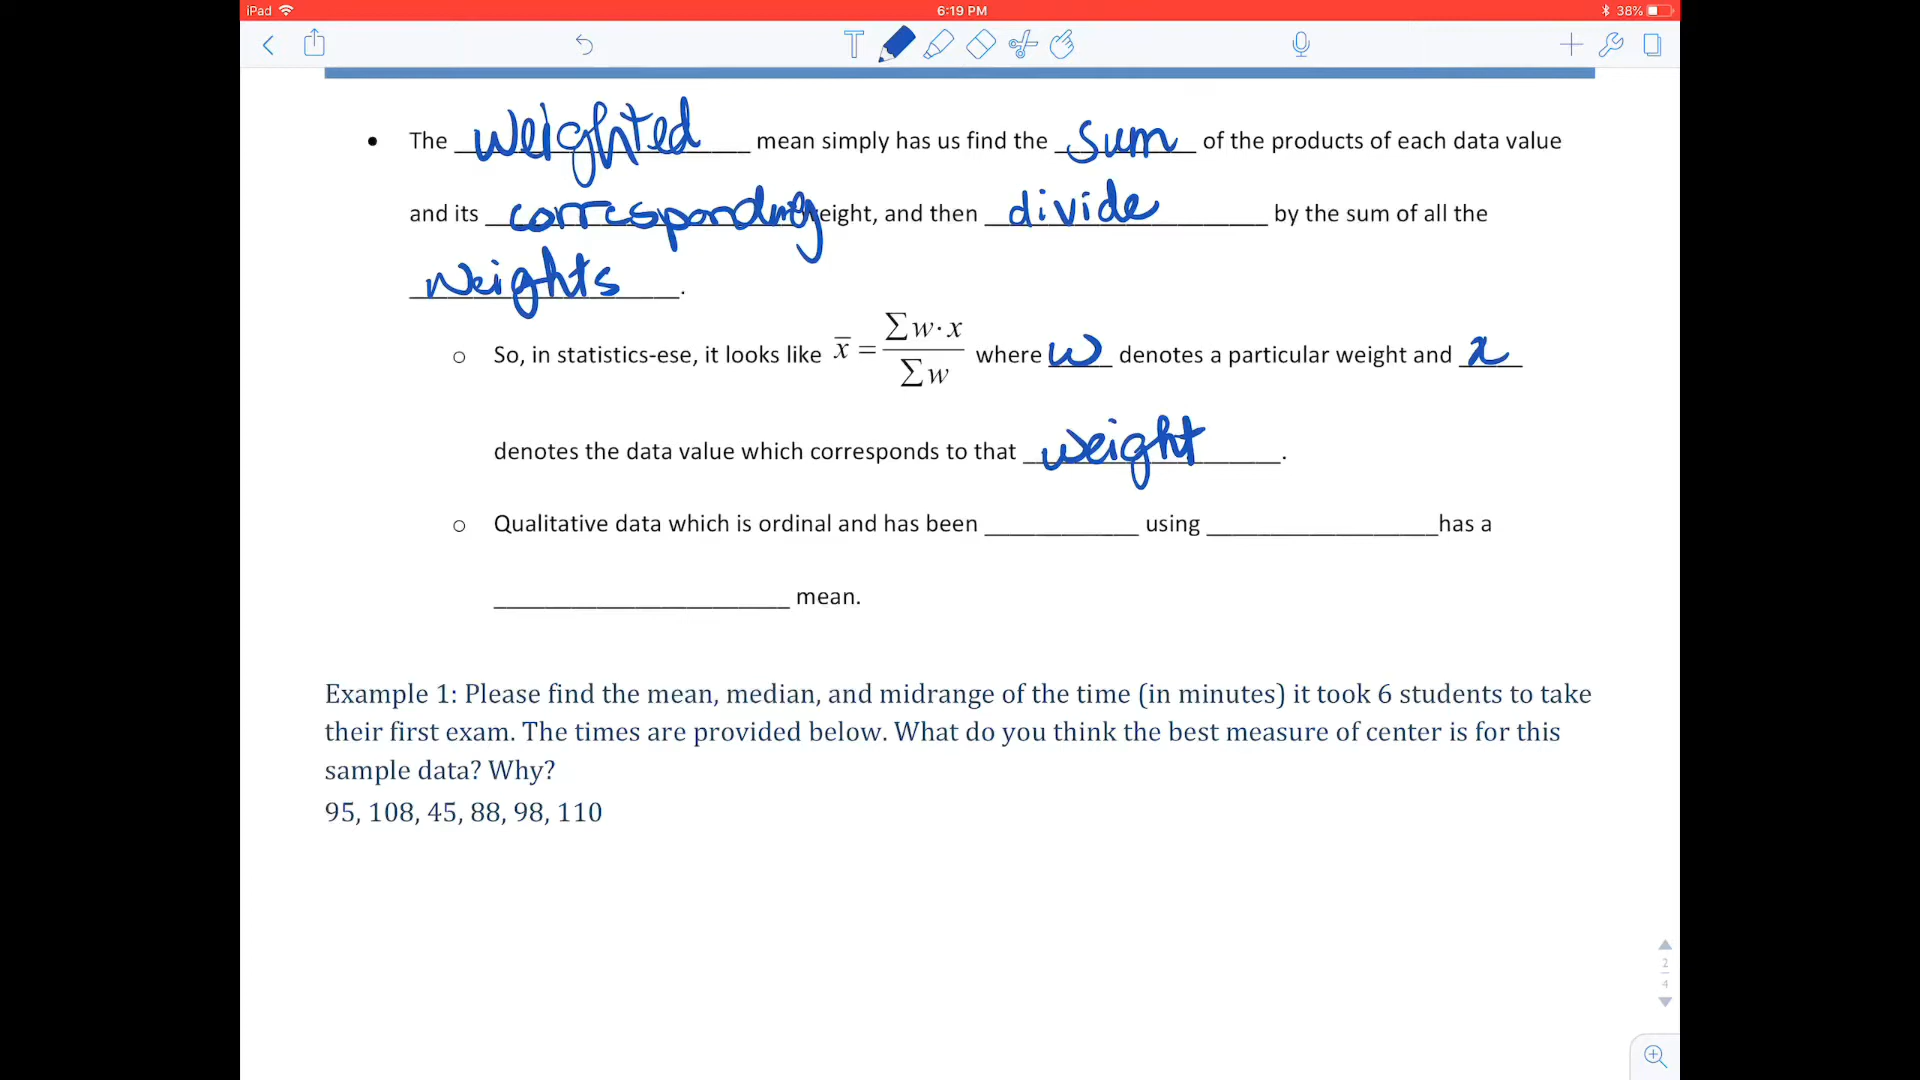 iPad 6:19 PM 38%
T
• The weighted mean simply has us find the sum of the products of each data value
and its corresponding weight, and then divide by the sum of all the
weights.
o So, in statistics-ese, it looks like x̄ = ∑w·x / ∑w where w denotes a particular weight and x
denotes the data value which corresponds to that weight.
o Qualitative data which is ordinal and has been ____________ using __________________has a
_______________________ mean.
Example 1: Please find the mean, median, and midrange of the time (in minutes) it took 6 students to take
their first exam. The times are provided below. What do you think the best measure of center is for this
sample data? Why?
95, 108, 45, 88, 98, 110
2
4